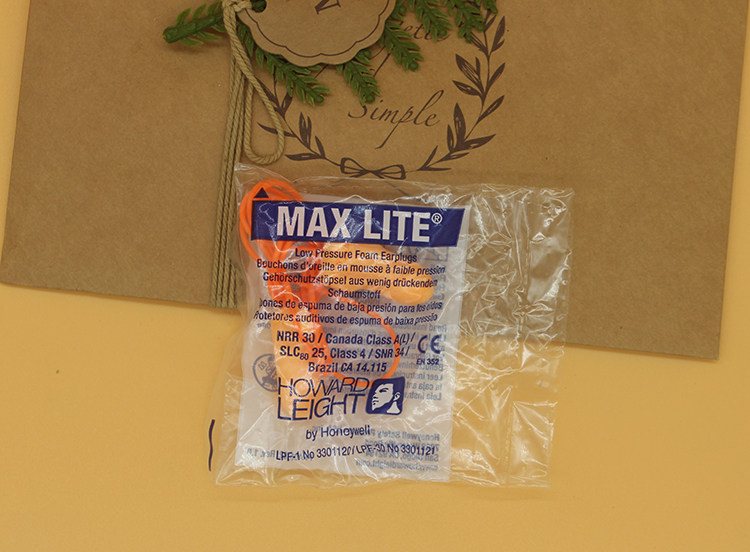 N
Simple
MAX LITE®
Low Pressure Foam Earplugs
Bouchons d'oreille en mousse à faible pression
Gehörschutzstöpsel aus wenig drückendem
Schaumstoff
pones de espuma de baja presión para los oídos
Protetores auditivos de espuma de baixa pressão
NRR 30 / Canada Class A(L) /
SLC80 25, Class 4 / SNR 34 /
Brazil CA 14.115
CE
EN 352
HOWARD
LEIGHT
by Honeywell
LPF-1 No 3301120 / LPF-30 No 3301121